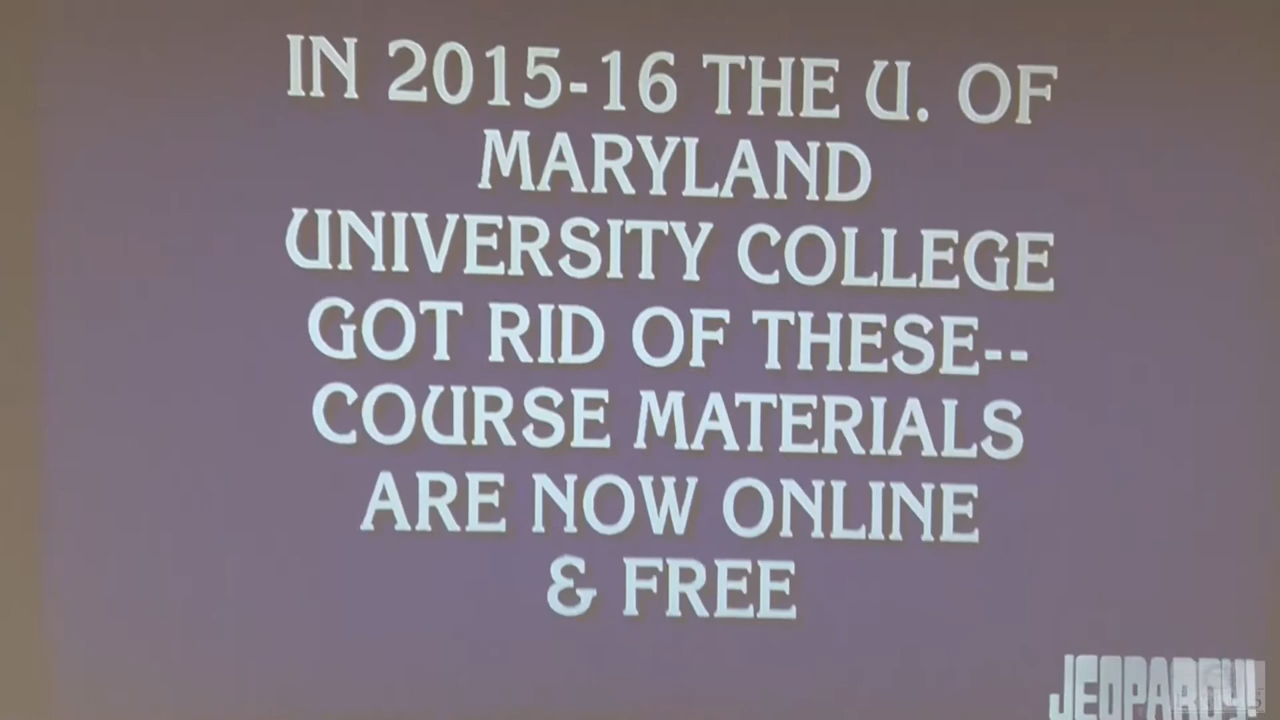 IN 2015-16 THE U. OF
MARYLAND
UNIVERSITY COLLEGE
GOT RID OF THESE--
COURSE MATERIALS
ARE NOW ONLINE
& FREE
JEOPARDY!